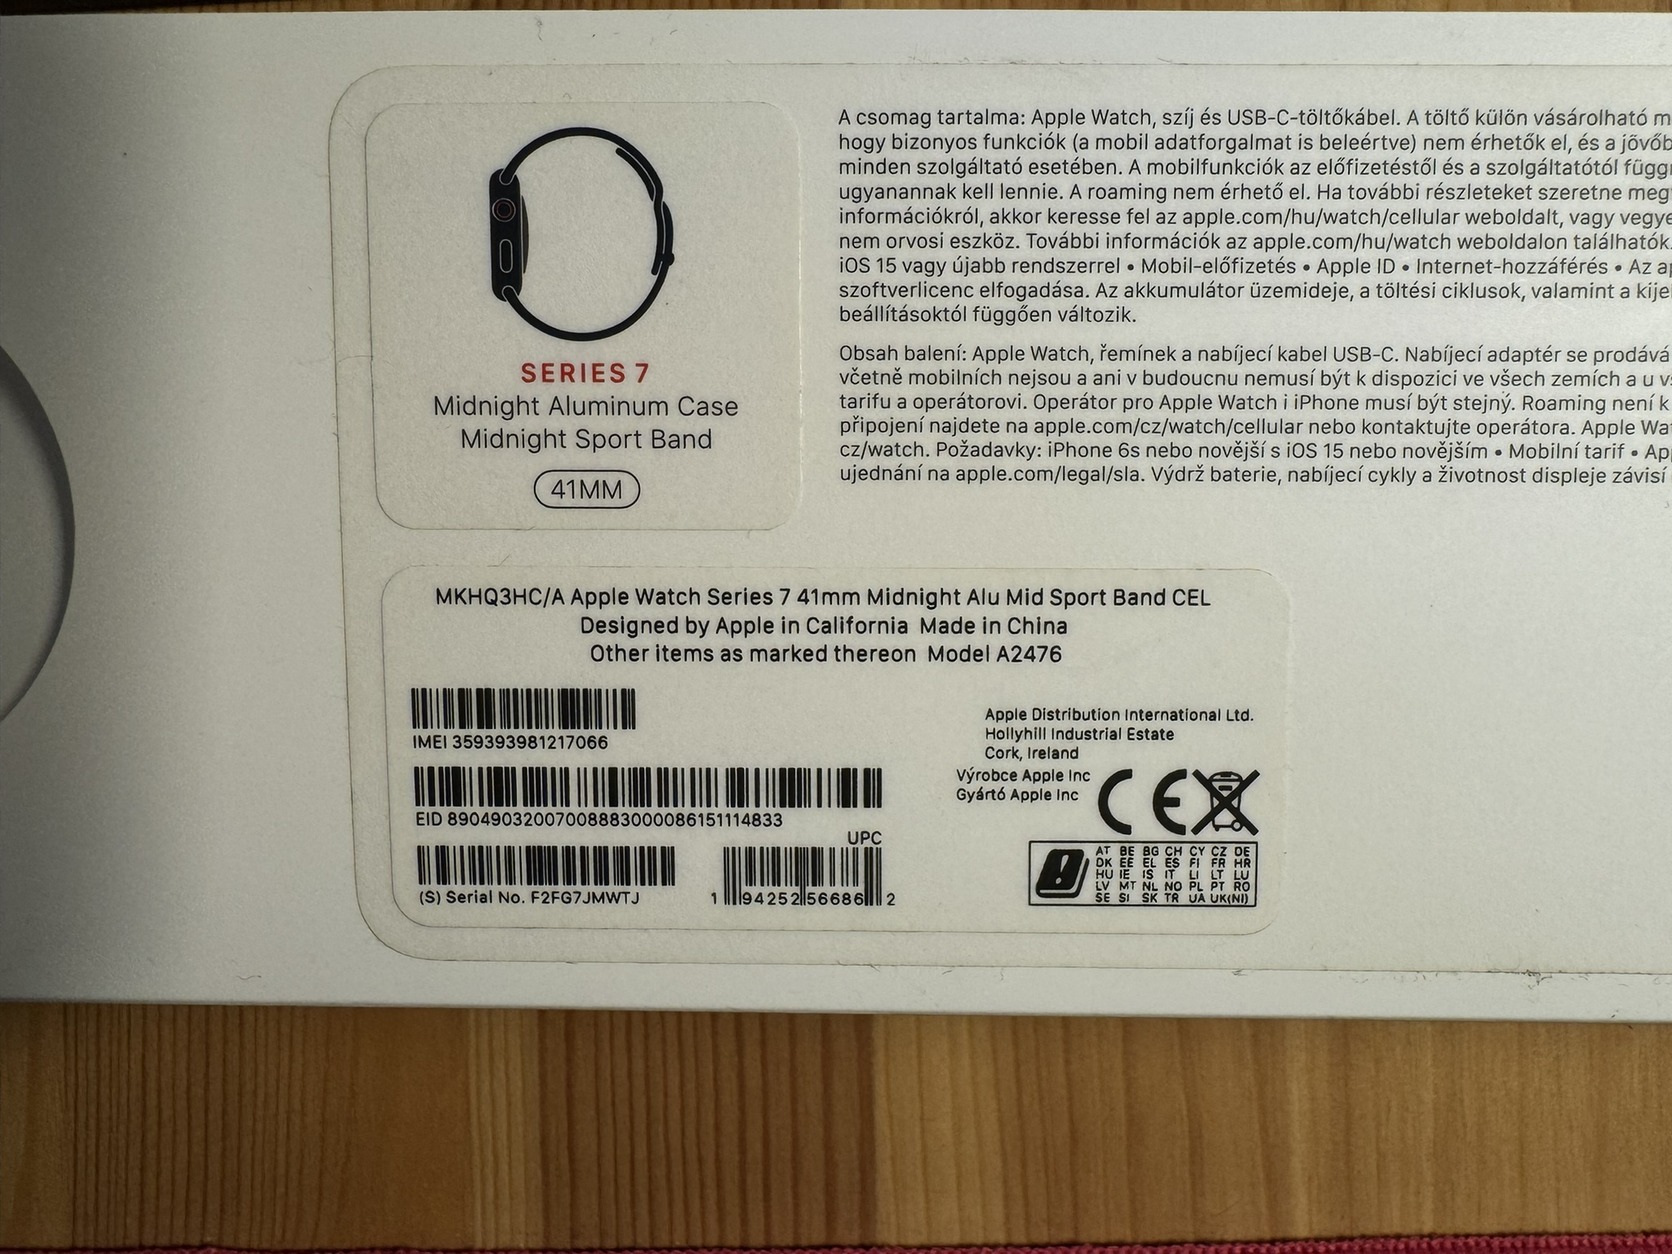 SERIES 7
Midnight Aluminum Case
Midnight Sport Band
41MM
A csomag tartalma: Apple Watch, szíj és USB-C-töltőkábel. A töltő külön vásárolható
hogy bizonyos funkciók (a mobil adatforgalmat is beleértve) nem érhetők el, és a
minden szolgáltató esetében. A mobilfunkciók az előfizetéstől és a szolgáltatótól
ugyanannak kell lennie. A roaming nem érhető el. Ha további részleteket szeretne
információkról, akkor keresse fel az apple.com/hu/watch/cellular weboldalt, vagy
nem orvosi eszköz. További információk az apple.com/hu/watch weboldalon találhatók.
iOS 15 vagy újabb rendszerrel • Mobil-előfizetés • Apple ID • Internet-hozzáférés • Az
szoftverlicenc elfogadása. Az akkumulátor üzemideje, a töltési ciklusok, valamint a
beállításoktól függően változik.
Obsah balení: Apple Watch, řemínek a nabíjecí kabel USB-C. Nabíjecí adaptér se prodává
včetně mobilních nejsou a ani v budoucnu nemusí být k dispozici ve všech zemích a u
tarifu a operátorovi. Operátor pro Apple Watch i iPhone musí být stejný. Roaming není k
připojení najdete na apple.com/cz/watch/cellular nebo kontaktujte operátora. Apple
cz/watch. Požadavky: iPhone 6s nebo novější s iOS 15 nebo novějším • Mobilní tarif •
ujednání na apple.com/legal/sla. Výdrž baterie, nabíjecí cykly a životnost displeje závisí
MKHQ3HC/A Apple Watch Series 7 41mm Midnight Alu Mid Sport Band CEL
Designed by Apple in California Made in China
Other items as marked thereon Model A2476
IMEI 359393981217066
EID 89049032007008883000086151114833
UPC
(S) Serial No. F2FG7JMWTJ
1 94252 56686 2
Apple Distribution International Ltd.
Hollyhill Industrial Estate
Cork, Ireland
Výrobce Apple Inc
Gyártó Apple Inc
CE
AT BE BG CH CY CZ DE
DK EE EL ES FI FR HR
HU IE IS IT LI LT LU
LV MT NL NO PL PT RO
SE SI SK TR UA UK(NI)